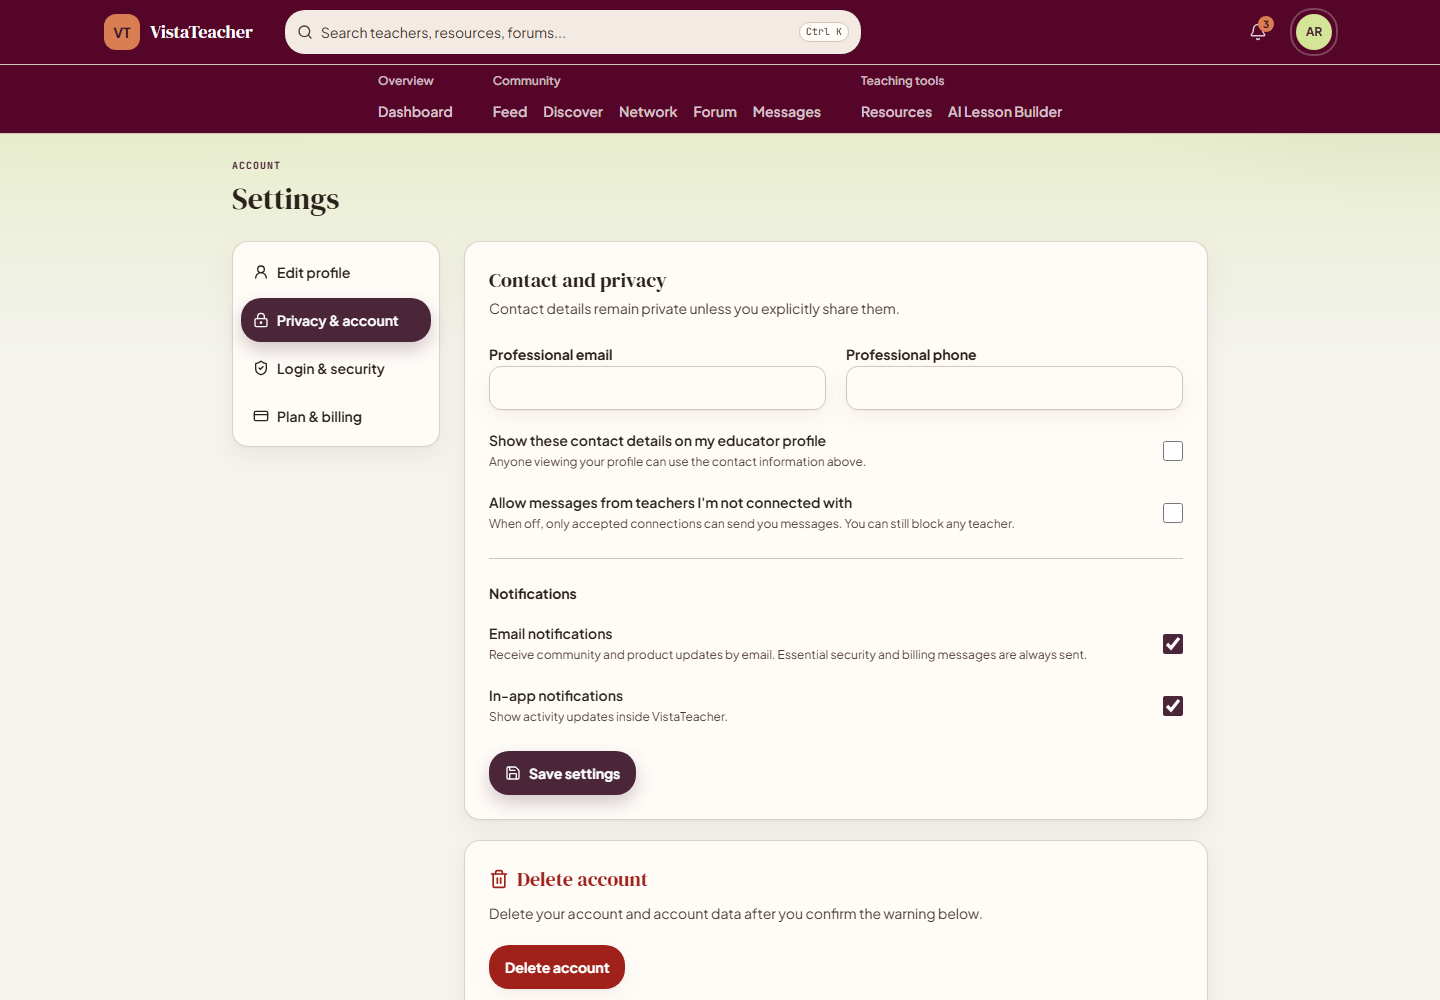 VT VistaTeacher
Search teachers, resources, forums...
Ctrl K
3
AR
Overview
Dashboard
Community
Feed Discover Network Forum Messages
Teaching tools
Resources AI Lesson Builder
ACCOUNT
Settings
Edit profile
Privacy & account
Login & security
Plan & billing
Contact and privacy
Contact details remain private unless you explicitly share them.
Professional email
Professional phone
Show these contact details on my educator profile
Anyone viewing your profile can use the contact information above.
Allow messages from teachers I'm not connected with
When off, only accepted connections can send you messages. You can still block any teacher.
Notifications
Email notifications
Receive community and product updates by email. Essential security and billing messages are always sent.
In-app notifications
Show activity updates inside VistaTeacher.
Save settings
Delete account
Delete your account and account data after you confirm the warning below.
Delete account